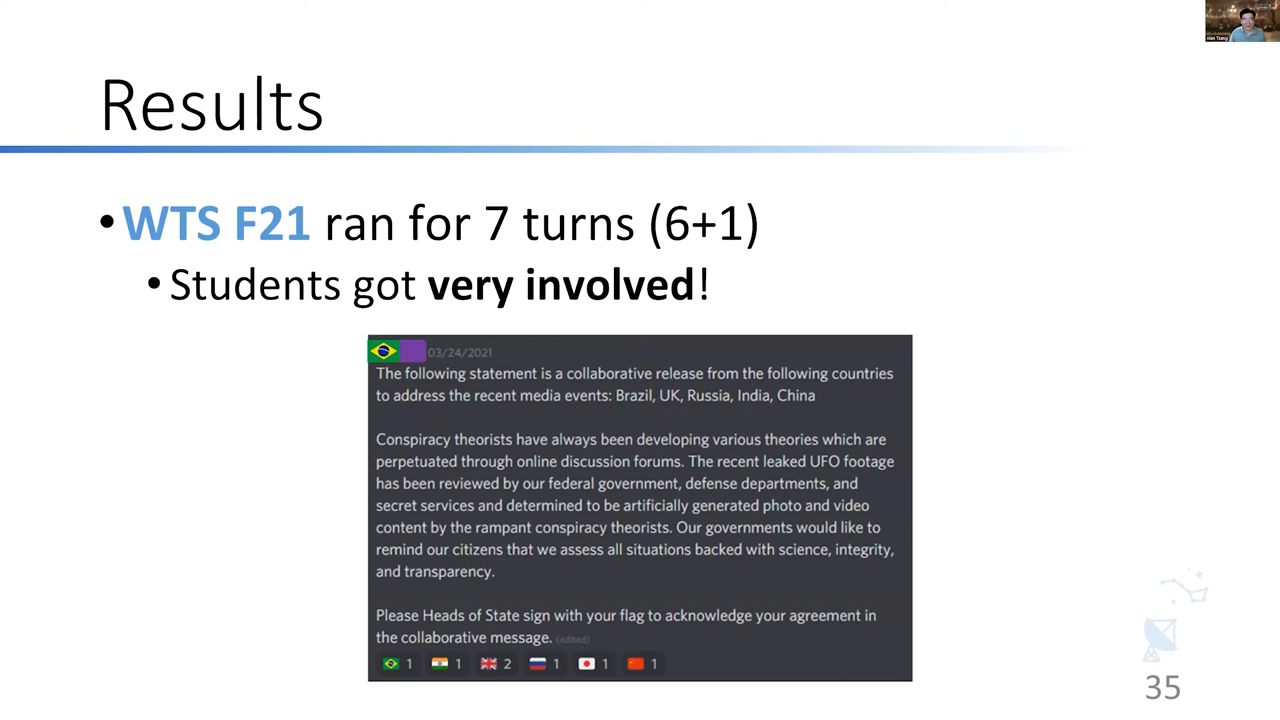 Alan Tsang
Results
• WTS F21 ran for 7 turns (6+1)
• Students got very involved!
03/24/2021
The following statement is a collaborative release from the following countries
to address the recent media events: Brazil, UK, Russia, India, China
Conspiracy theorists have always been developing various theories which are
perpetuated through online discussion forums. The recent leaked UFO footage
has been reviewed by our federal government, defense departments, and
secret services and determined to be artificially generated photo and video
content by the rampant conspiracy theorists. Our governments would like to
remind our citizens that we assess all situations backed with science, integrity,
and transparency.
Please Heads of State sign with your flag to acknowledge your agreement in
the collaborative message. (edited)
1 1 2 1 1 1
35